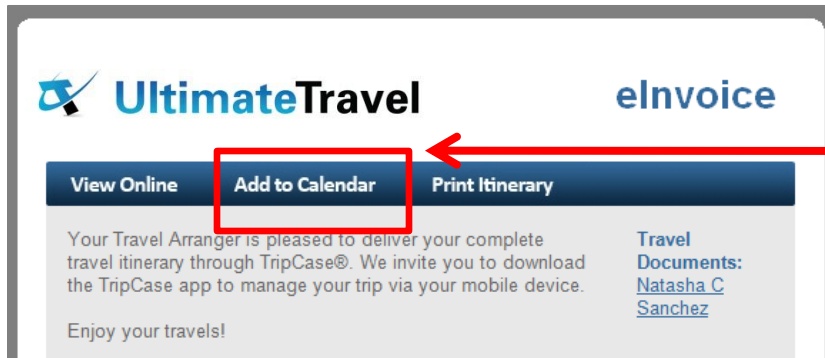 UltimateTravel
eInvoice
View Online Add to Calendar Print Itinerary
Your Travel Arranger is pleased to deliver your complete
travel itinerary through TripCase®. We invite you to download
the TripCase app to manage your trip via your mobile device.
Enjoy your travels!
Travel
Documents:
Natasha C
Sanchez